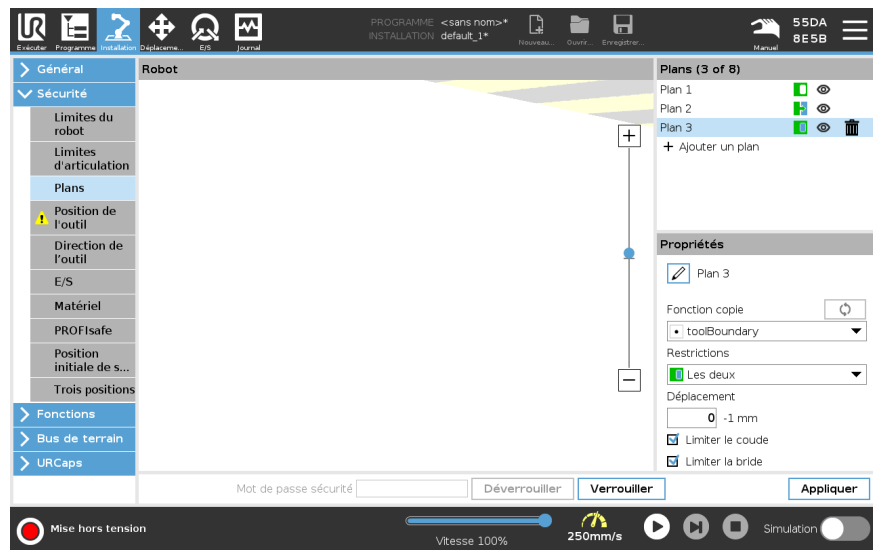 PROGRAMME <sans nom>*
INSTALLATION default_1*
55DA
8E5B
Exécuter Programme Installation Déplaceme... E/S Journal
Nouveau... Ouvrir... Enregistrer...
Manuel
Général
Sécurité
Limites du
robot
Limites
d'articulation
Plans
Position de
l'outil
Direction de
l'outil
E/S
Matériel
PROFIsafe
Position
initiale de s...
Trois positions
Fonctions
Bus de terrain
URCaps
Robot
+
−
Plans (3 of 8)
Plan 1
Plan 2
Plan 3
+ Ajouter un plan
Propriétés
Plan 3
Fonction copie
toolBoundary
Restrictions
Les deux
Déplacement
0 -1 mm
Limiter le coude
Limiter la bride
Mot de passe sécurité
Déverrouiller
Verrouiller
Appliquer
Mise hors tension
Vitesse 100%
250mm/s
Simulation